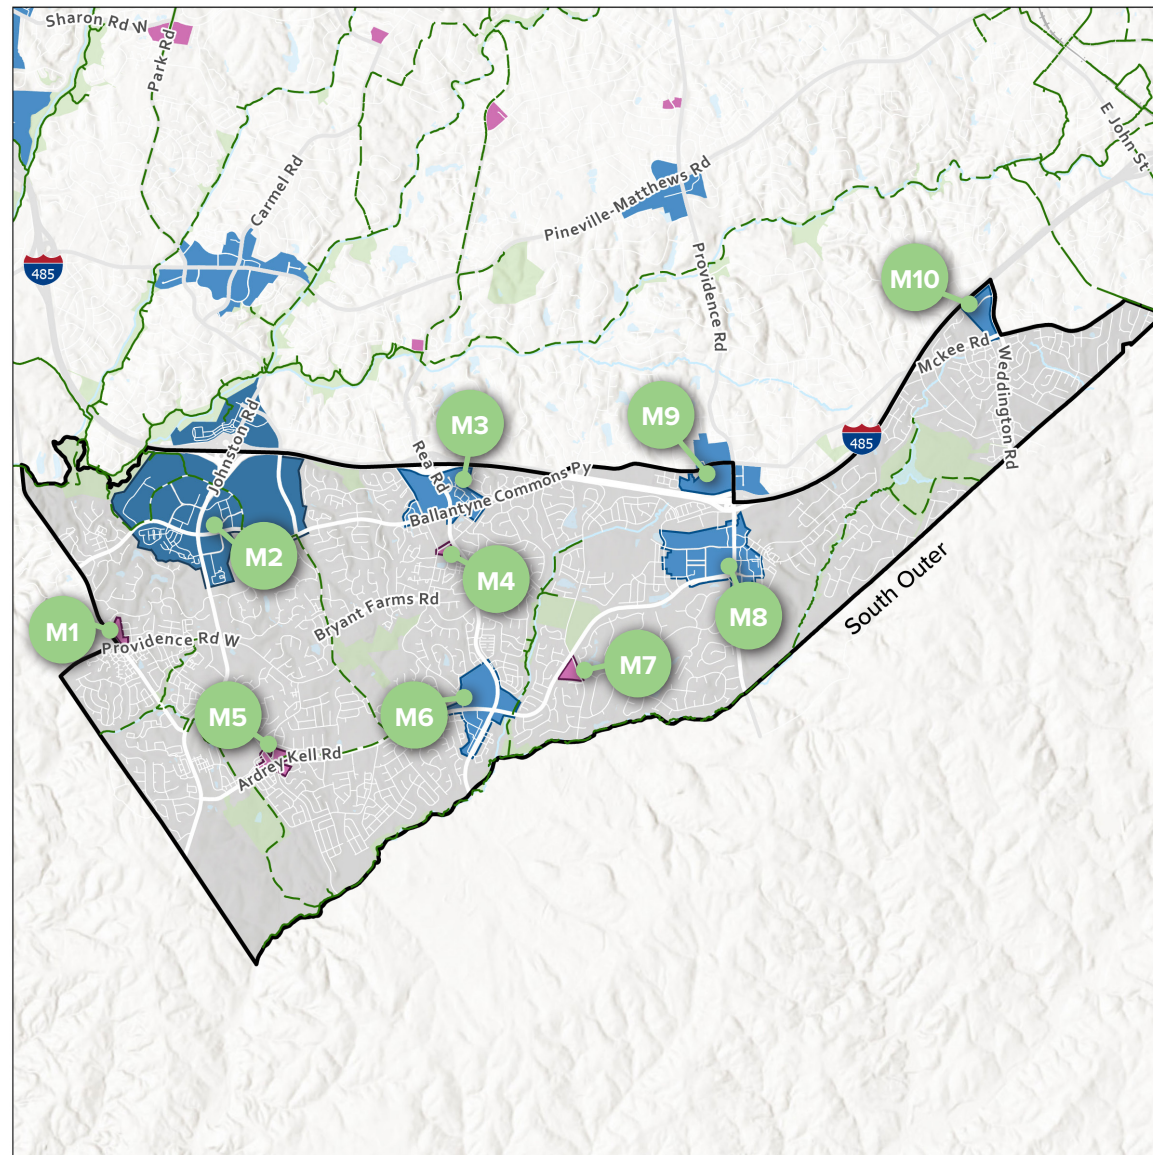 Sharon Rd W
Park Rd
E John St
Carmel Rd
Pineville-Matthews Rd
485
Providence Rd
M10
Mckee Rd
Weddington Rd
Johnston Rd
M3
M9
485
Rea Rd
Ballantyne Commons Py
M2
M4
South Outer
Bryant Farms Rd
M8
M1
Providence Rd W
M7
M5
M6
Ardrey Kell Rd